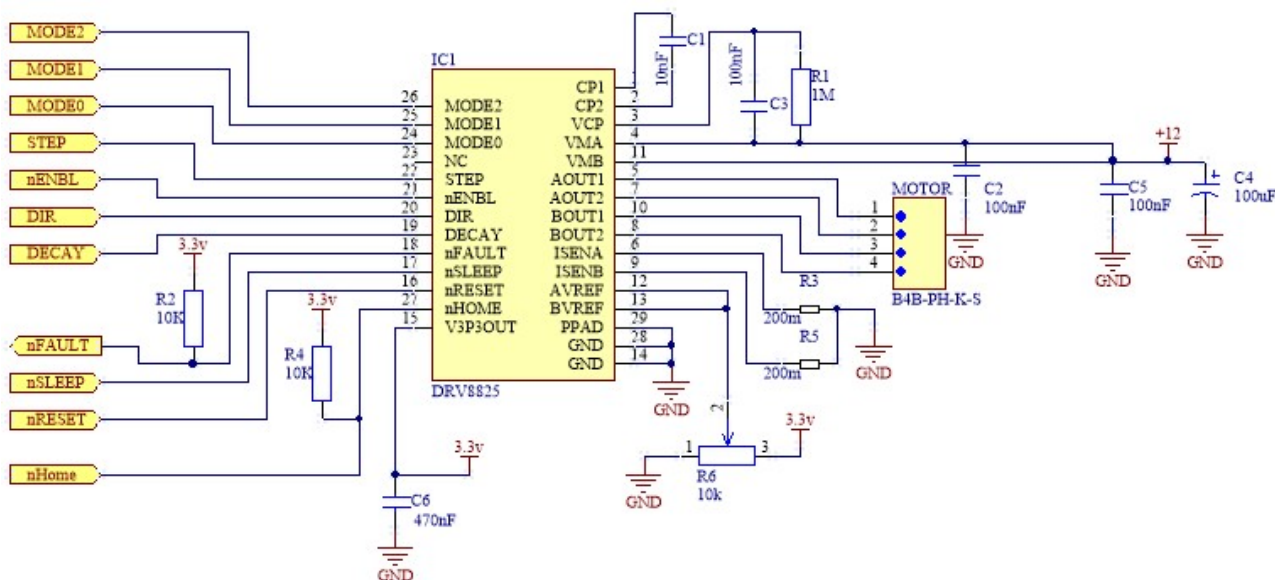 MODE2
MODE1
MODE0
STEP
nENBL
DIR
DECAY
3.3v
R2
10K
nFAULT
nSLEEP
nRESET
nHome
3.3v
R4
10K
3.3v
C6
470nF
GND
IC1
26 MODE2
25 MODE1
24 MODE0
23 NC
22 STEP
21 nENBL
20 DIR
19 DECAY
18 nFAULT
17 nSLEEP
16 nRESET
27 nHOME
15 V3P3OUT
CP1 1
CP2 2
VCP 3
VMA 4
VMB 11
AOUT1 5
AOUT2 7
BOUT1 10
BOUT2 8
ISENA 6
ISENB 9
AVREF 12
BVREF 13
PPAD 29
GND 28
GND 14
DRV8825
GND
C1
10nF
100nF
C3
R1
1M
+12
C2
100nF
GND
C5
100nF
GND
+
C4
100uF
GND
MOTOR
1
2
3
4
B4B-PH-K-S
R3
200m
R5
200m
GND
2
1
3
3.3v
R6
10k
GND